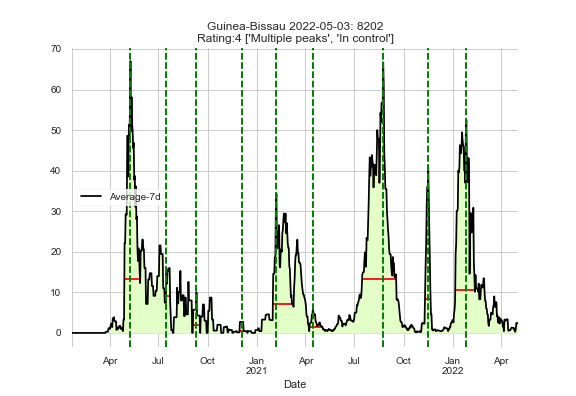 Guinea-Bissau 2022-05-03: 8202
Rating:4 ['Multiple peaks', 'In control']
70
60
50
40
30
20
10
0
Average-7d
Apr Jul Oct Jan Apr Jul Oct Jan Apr
2021 2022
Date